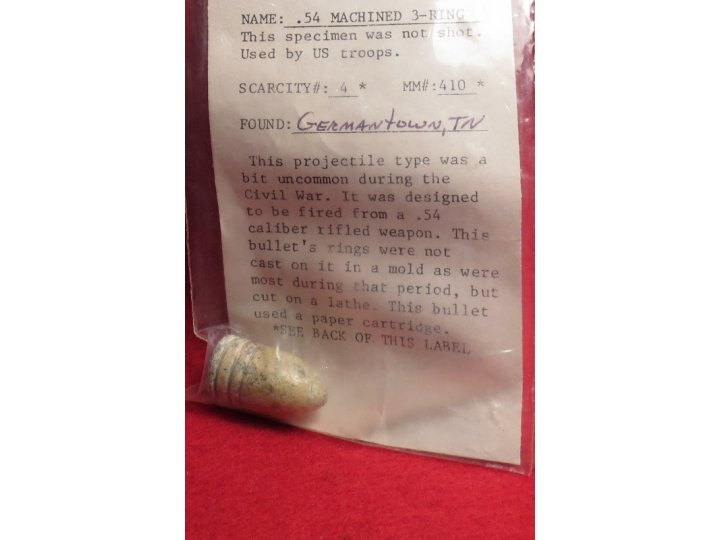 NAME: .54 MACHINED 3-RING
This specimen was not shot.
Used by US troops.
SCARCITY#: 4 * MM#:410 *
FOUND: GERMANTOWN, TN
This projectile type was a
bit uncommon during the
Civil War. It was designed
to be fired from a .54
caliber rifled weapon. This
bullet's rings were not
cast on it in a mold as were
most during that period, but
cut on a lathe. This bullet
used a paper cartridge.
*SEE BACK OF THIS LABEL